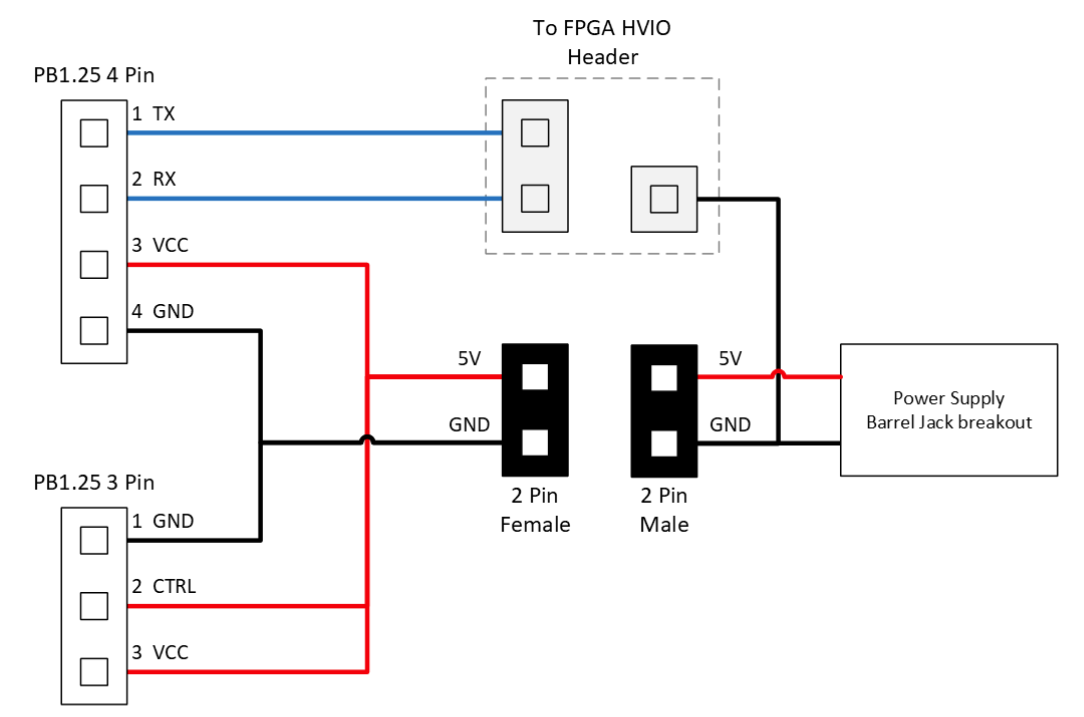 To FPGA HVIO
Header
PB1.25 4 Pin
1 TX
2 RX
3 VCC
4 GND
5V
GND
5V
GND
Power Supply
Barrel Jack breakout
2 Pin
Female
2 Pin
Male
PB1.25 3 Pin
1 GND
2 CTRL
3 VCC